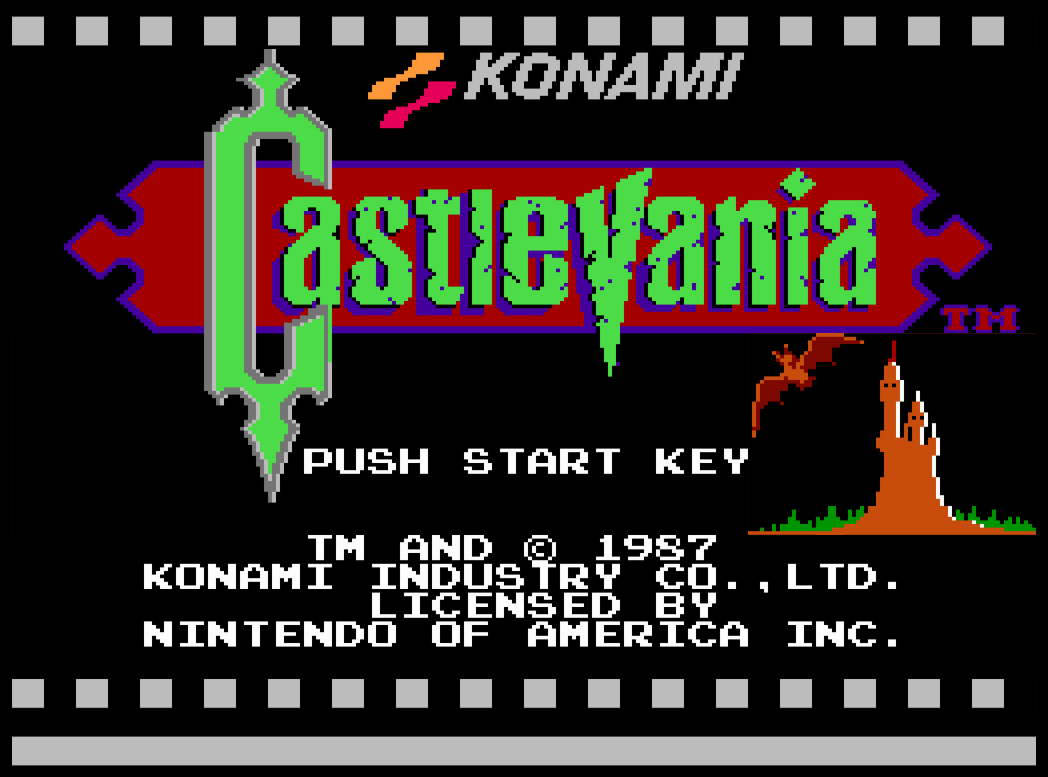 KONAMI
Castlevania
TM
PUSH START KEY
TM AND © 1987
KONAMI INDUSTRY CO.,LTD.
LICENSED BY
NINTENDO OF AMERICA INC.